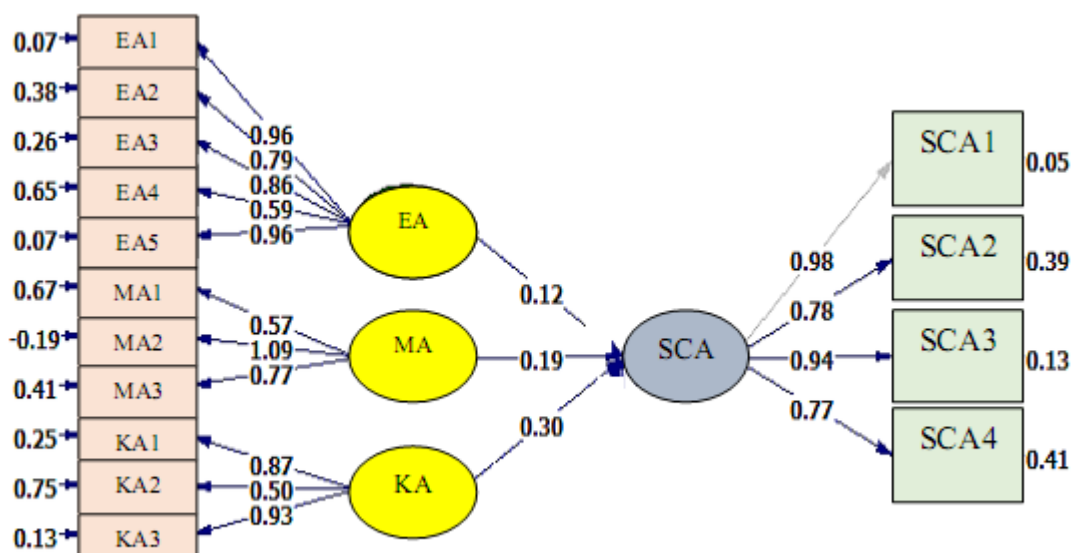 0.07 EA1
0.38 EA2
0.26 EA3
0.65 EA4
0.07 EA5
0.67 MA1
-0.19 MA2
0.41 MA3
0.25 KA1
0.75 KA2
0.13 KA3
0.96
0.79
0.86
0.59
0.96
0.57
1.09
0.77
0.87
0.50
0.93
EA
MA
KA
0.12
0.19
0.30
SCA
0.98
0.78
0.94
0.77
SCA1 0.05
SCA2 0.39
SCA3 0.13
SCA4 0.41